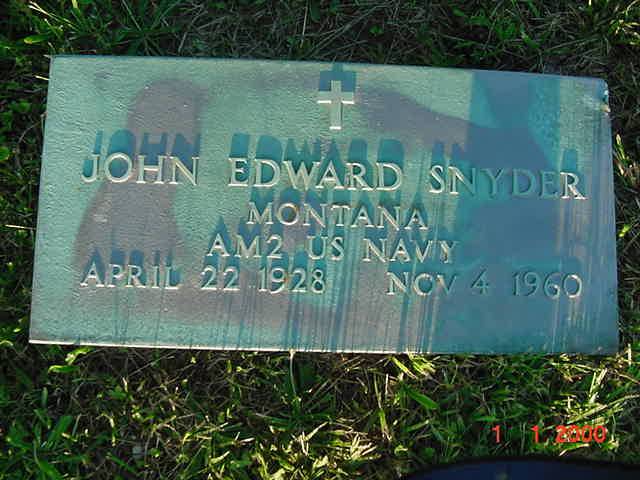 JOHN EDWARD SNYDER
MONTANA
AM2 US NAVY
APRIL 22 1928 NOV 4 1960
1 1.2000